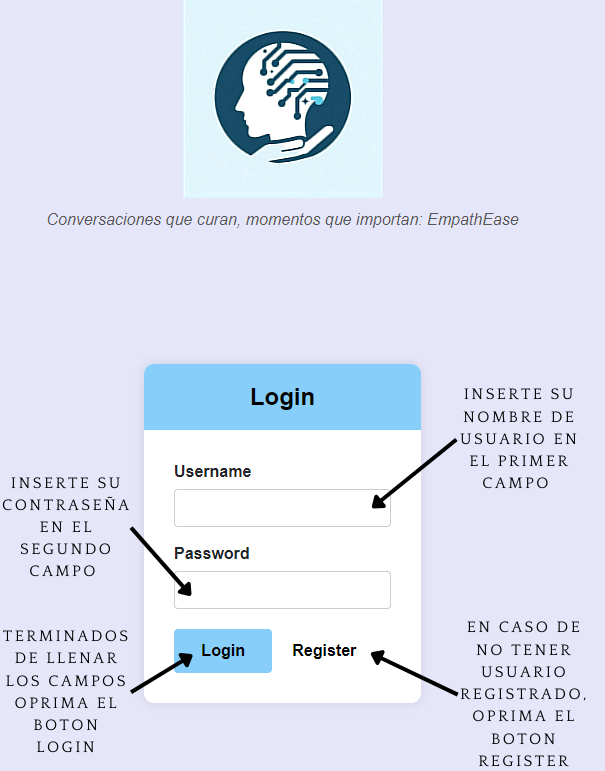 Conversaciones que curan, momentos que importan: EmpathEase
Login
INSERTE SU
NOMBRE DE
USUARIO EN
EL PRIMER
CAMPO
Username
INSERTE SU
CONTRASEÑA
EN EL
SEGUNDO
CAMPO
Password
TERMINADOS
DE LLENAR
LOS CAMPOS
OPRIMA EL
BOTON
LOGIN
Login
Register
EN CASO DE
NO TENER
USUARIO
REGISTRADO,
OPRIMA EL
BOTON
REGISTER